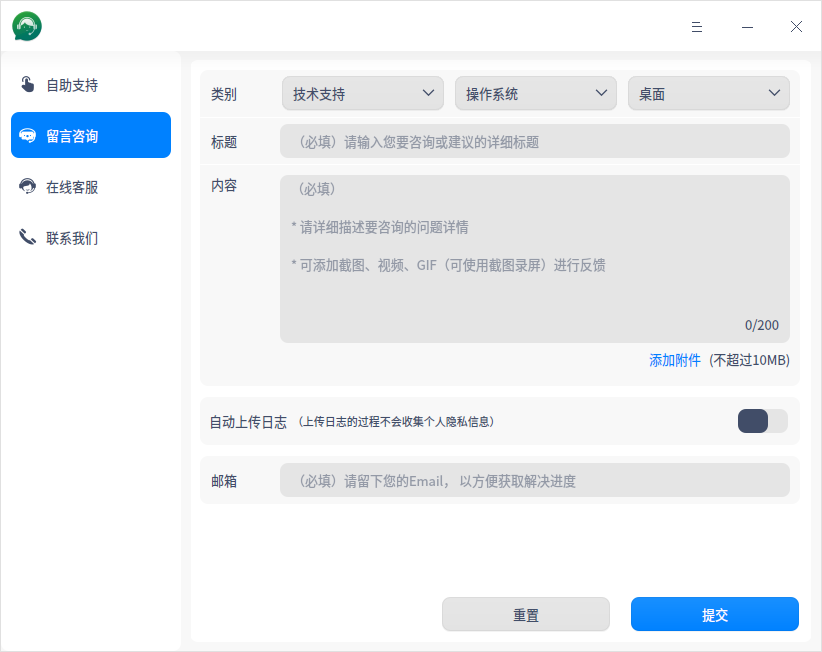 自助支持
留言咨询
在线客服
联系我们
类别 技术支持 操作系统 桌面
标题 （必填）请输入您要咨询或建议的详细标题
内容 （必填）
* 请详细描述要咨询的问题详情
* 可添加截图、视频、GIF（可使用截图录屏）进行反馈
0/200
添加附件 (不超过10MB)
自动上传日志 （上传日志的过程不会收集个人隐私信息）
邮箱 （必填）请留下您的Email， 以方便获取解决进度
重置 提交